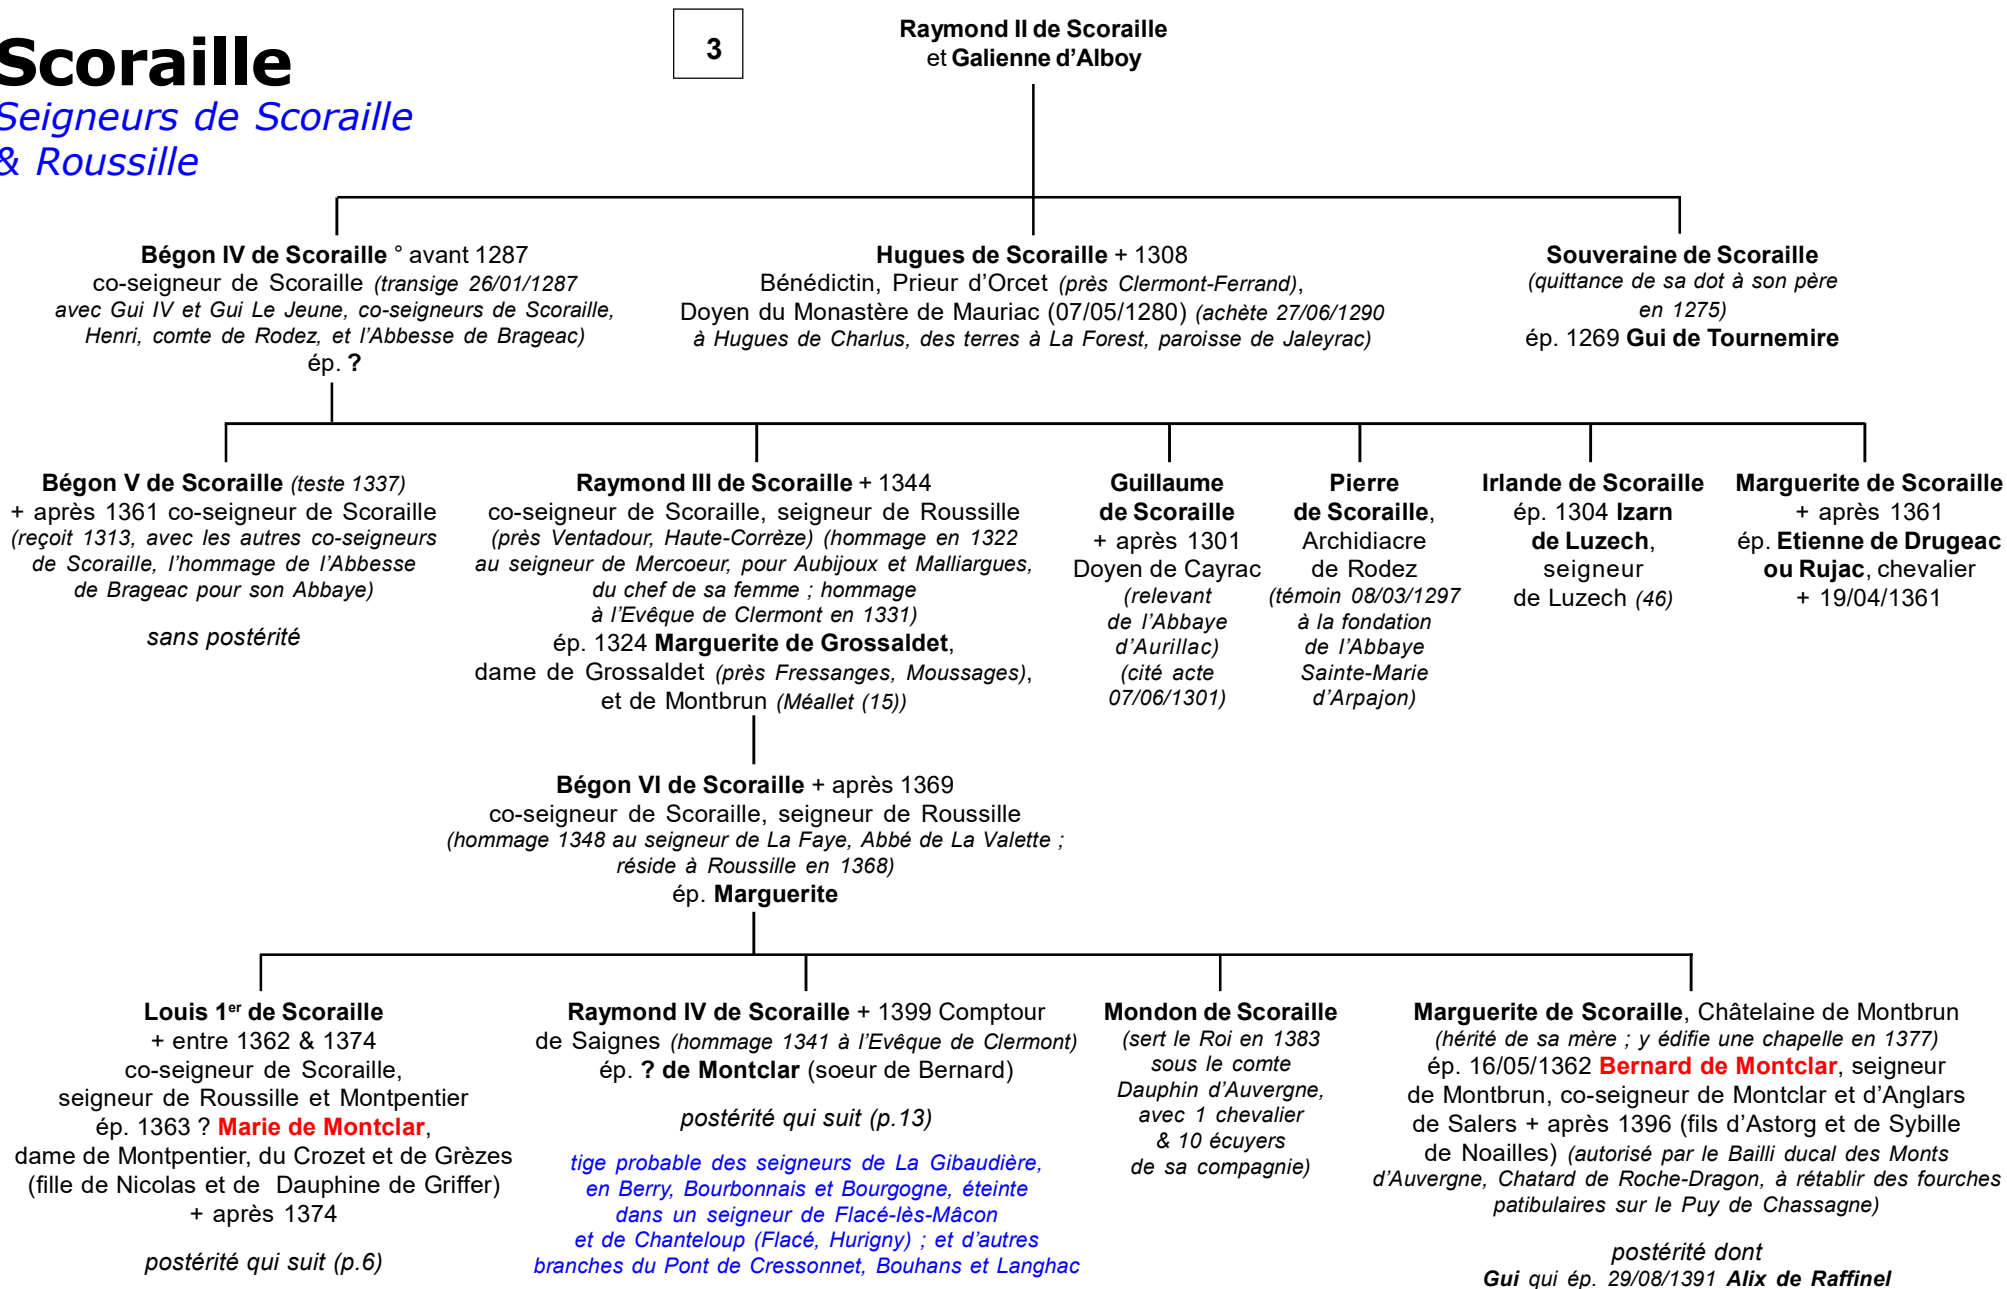 Scoraille
Seigneurs de Scoraille
& Roussille
3
Raymond II de Scoraille
et Galienne d’Alboy
Bégon IV de Scoraille ° avant 1287
co-seigneur de Scoraille (transige 26/01/1287
avec Gui IV et Gui Le Jeune, co-seigneurs de Scoraille,
Henri, comte de Rodez, et l’Abbesse de Brageac)
ép. ?
Hugues de Scoraille + 1308
Bénédictin, Prieur d’Orcet (près Clermont-Ferrand),
Doyen du Monastère de Mauriac (07/05/1280) (achète 27/06/1290
à Hugues de Charlus, des terres à La Forest, paroisse de Jaleyrac)
Souveraine de Scoraille
(quittance de sa dot à son père
en 1275)
ép. 1269 Gui de Tournemire
Bégon V de Scoraille (teste 1337)
+ après 1361 co-seigneur de Scoraille
(reçoit 1313, avec les autres co-seigneurs
de Scoraille, l’hommage de l’Abbesse
de Brageac pour son Abbaye)
sans postérité
Raymond III de Scoraille + 1344
co-seigneur de Scoraille, seigneur de Roussille
(près Ventadour, Haute-Corrèze) (hommage en 1322
au seigneur de Mercoeur, pour Aubijoux et Malliargues,
du chef de sa femme ; hommage
à l’Evêque de Clermont en 1331)
ép. 1324 Marguerite de Grossaldet,
dame de Grossaldet (près Fressanges, Moussages),
et de Montbrun (Méallet (15))
Guillaume
de Scoraille
+ après 1301
Doyen de Cayrac
(relevant
de l’Abbaye
d’Aurillac)
(cité acte
07/06/1301)
Pierre
de Scoraille,
Archidiacre
de Rodez
(témoin 08/03/1297
à la fondation
de l’Abbaye
Sainte-Marie
d’Arpajon)
Irlande de Scoraille
ép. 1304 Izarn
de Luzech,
seigneur
de Luzech (46)
Marguerite de Scoraille
+ après 1361
ép. Etienne de Drugeac
ou Rujac, chevalier
+ 19/04/1361
Bégon VI de Scoraille + après 1369
co-seigneur de Scoraille, seigneur de Roussille
(hommage 1348 au seigneur de La Faye, Abbé de La Valette ;
réside à Roussille en 1368)
ép. Marguerite
Louis 1er de Scoraille
+ entre 1362 & 1374
co-seigneur de Scoraille,
seigneur de Roussille et Montpentier
ép. 1363 ? Marie de Montclar,
dame de Montpentier, du Crozet et de Grèzes
(fille de Nicolas et de Dauphine de Griffer)
+ après 1374
postérité qui suit (p.6)
Raymond IV de Scoraille + 1399 Comptour
de Saignes (hommage 1341 à l’Evêque de Clermont)
ép. ? de Montclar (soeur de Bernard)
postérité qui suit (p.13)
tige probable des seigneurs de La Gibaudière,
en Berry, Bourbonnais et Bourgogne, éteinte
dans un seigneur de Flacé-lès-Mâcon
et de Chanteloup (Flacé, Hurigny) ; et d’autres
branches du Pont de Cressonnet, Bouhans et Langhac
Mondon de Scoraille
(sert le Roi en 1383
sous le comte
Dauphin d’Auvergne,
avec 1 chevalier
& 10 écuyers
de sa compagnie)
Marguerite de Scoraille, Châtelaine de Montbrun
(hérité de sa mère ; y édifie une chapelle en 1377)
ép. 16/05/1362 Bernard de Montclar, seigneur
de Montbrun, co-seigneur de Montclar et d’Anglars
de Salers + après 1396 (fils d’Astorg et de Sybille
de Noailles) (autorisé par le Bailli ducal des Monts
d’Auvergne, Chatard de Roche-Dragon, à rétablir des fourches
patibulaires sur le Puy de Chassagne)
postérité dont
Gui qui ép. 29/08/1391 Alix de Raffinel